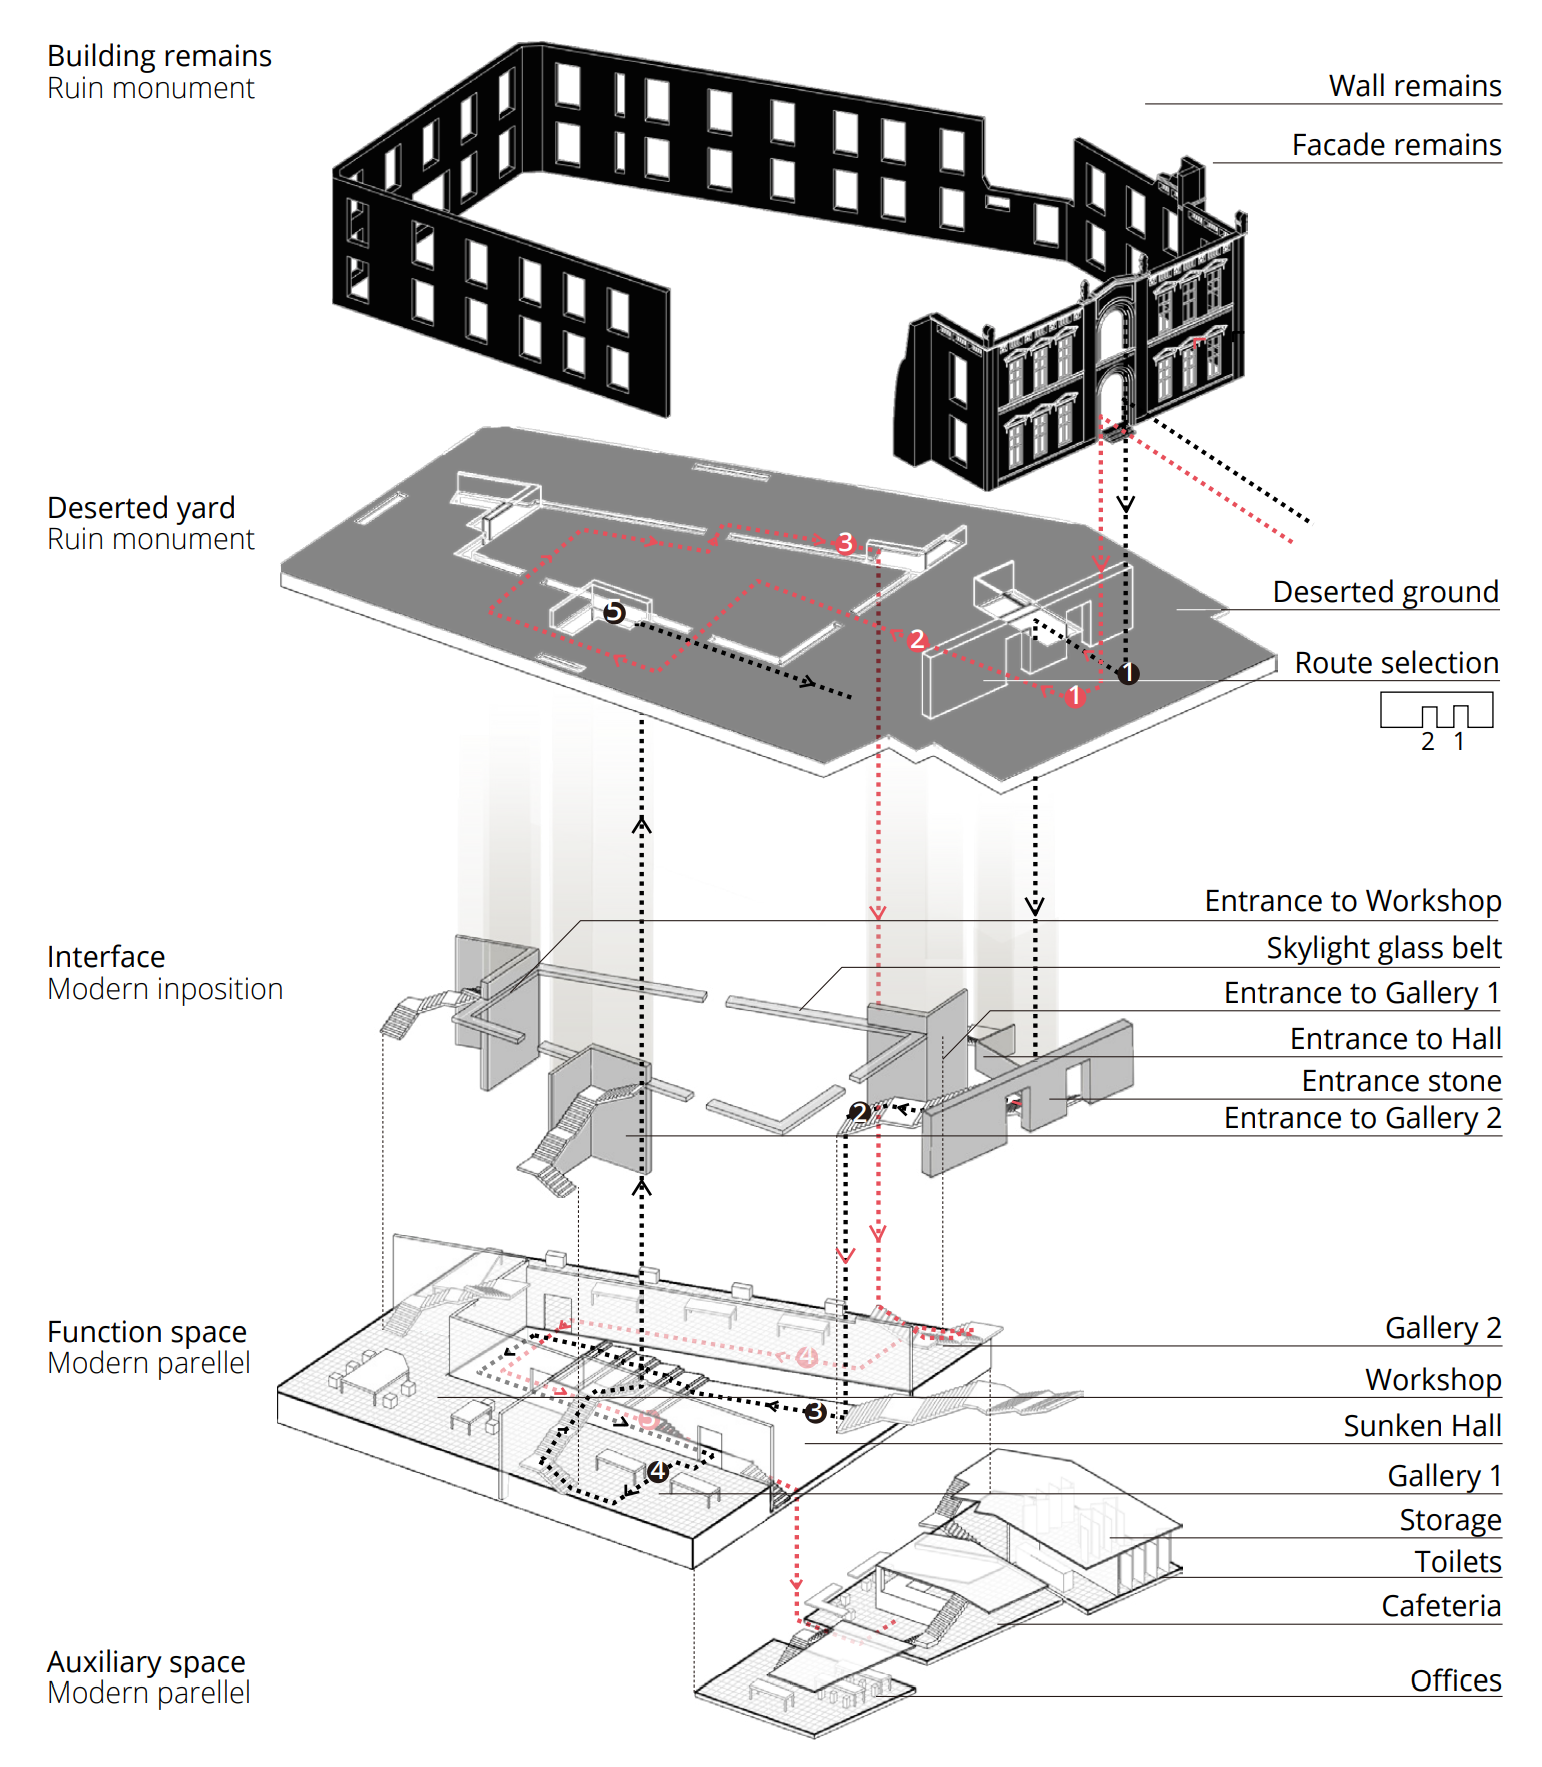 Building remains
Ruin monument
Wall remains
Facade remains
Deserted yard
Ruin monument
3
5
2
1
1
Deserted ground
Route selection
2 1
Interface
Modern inposition
Entrance to Workshop
Skylight glass belt
Entrance to Gallery 1
Entrance to Hall
Entrance stone
Entrance to Gallery 2
2
Function space
Modern parellel
4
3
5
4
Gallery 2
Workshop
Sunken Hall
Gallery 1
Storage
Toilets
Cafeteria
Offices
Auxiliary space
Modern parellel